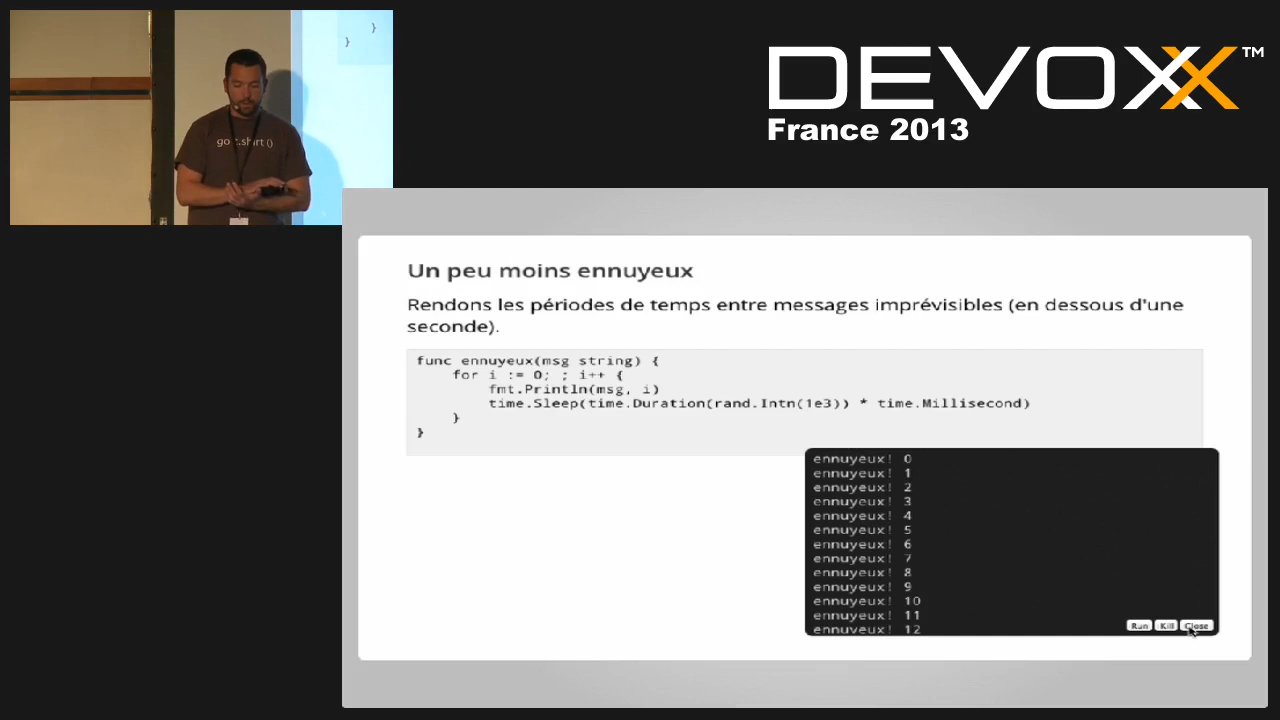 }
}
go t.shirt ()
DEVOXX™
France 2013
Un peu moins ennuyeux
Rendons les périodes de temps entre messages imprévisibles (en dessous d'une
seconde).
func ennuyeux(msg string) {
for i := 0; ; i++ {
fmt.Println(msg, i)
time.Sleep(time.Duration(rand.Intn(1e3)) * time.Millisecond)
}
}
ennuyeux! 0
ennuyeux! 1
ennuyeux! 2
ennuyeux! 3
ennuyeux! 4
ennuyeux! 5
ennuyeux! 6
ennuyeux! 7
ennuyeux! 8
ennuyeux! 9
ennuyeux! 10
ennuyeux! 11
ennuyeux! 12
Run Kill Close